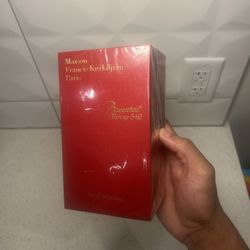 Maison
Francis Kurkdjian
Paris
Baccarat
Rouge 540